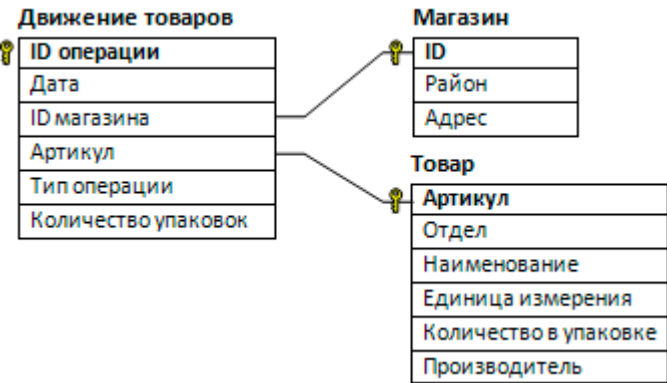 Движение товаров
ID операции
Дата
ID магазина
Артикул
Тип операции
Количество упаковок
Магазин
ID
Район
Адрес
Товар
Артикул
Отдел
Наименование
Единица измерения
Количество в упаковке
Производитель